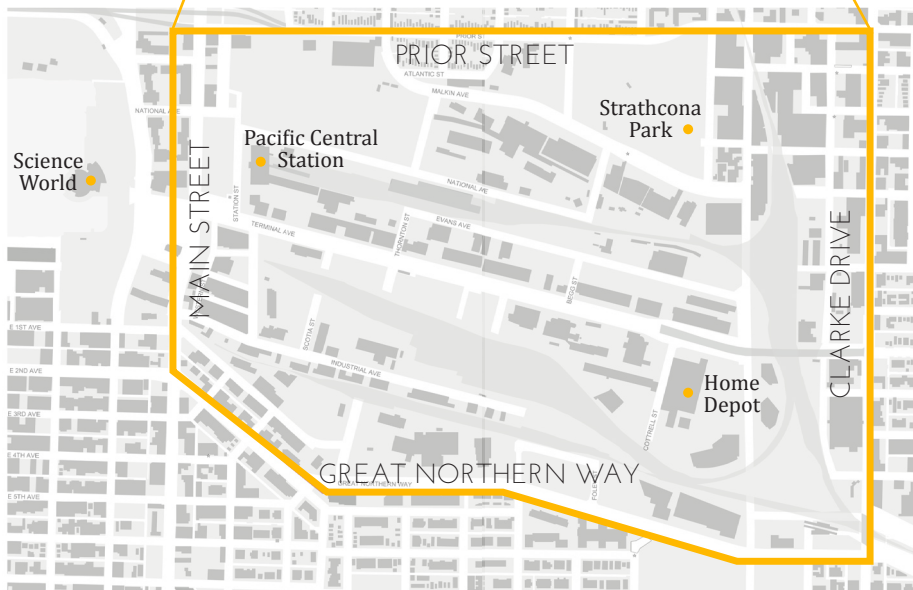 PRIOR ST
PRIOR STREET
ATLANTIC ST
MALKIN AVE
NATIONAL AVE
Strathcona
Park
Pacific Central
Station
Science
World
MAIN STREET
STATION ST
NATIONAL AVE
TERMINAL AVE
THORNTON ST
EVANS AVE
CLARKE DRIVE
BEGG ST
E 1ST AVE
SCOTIA ST
INDUSTRIAL AVE
E 2ND AVE
Home
Depot
E 3RD AVE
COTTRELL ST
E 4TH AVE
GREAT NORTHERN WAY
GREAT NORTHERN WAY
E 5TH AVE